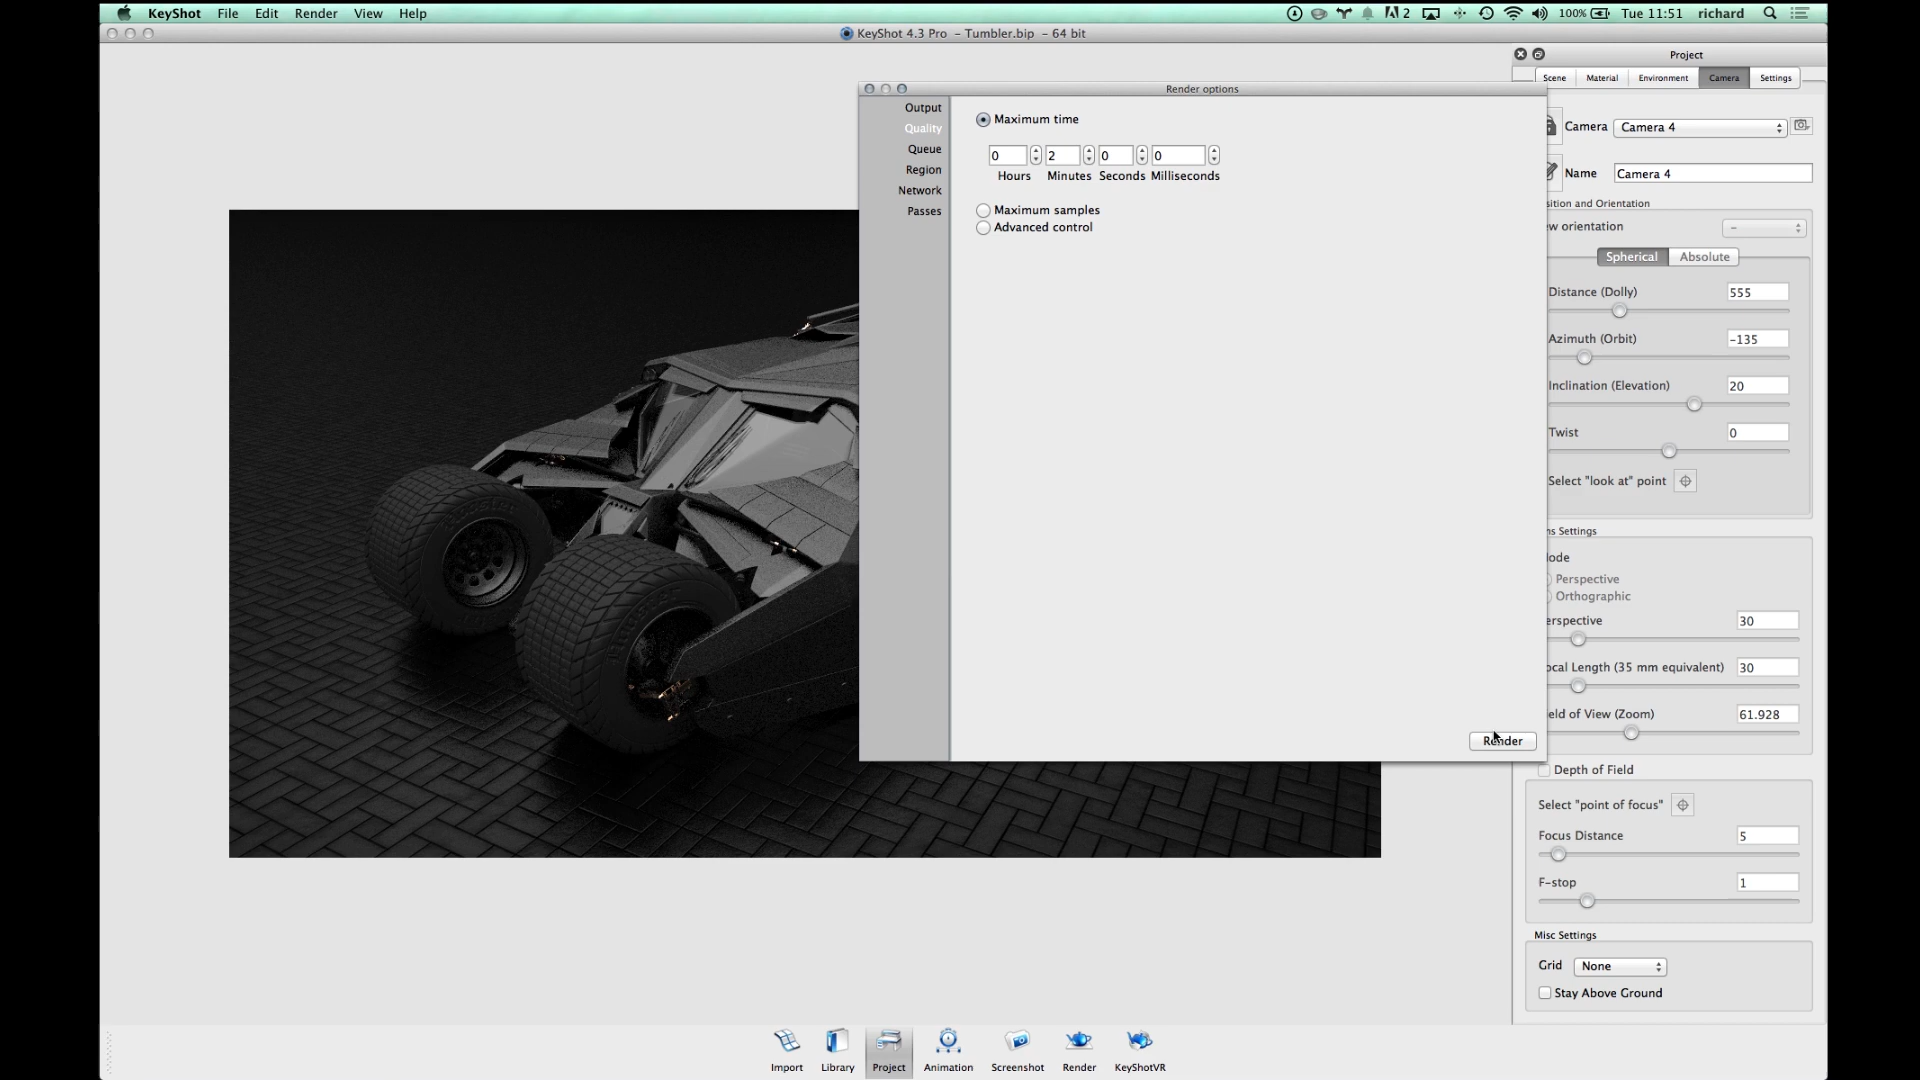 KeyShot File Edit Render View Help
2 100% Tue 11:51 richard
KeyShot 4.3 Pro - Tumbler.bip - 64 bit
Project
Scene Material Environment Camera Settings
Render options
Output
Quality
Queue
Region
Network
Passes
Maximum time
0 2 0 0
Hours Minutes Seconds Milliseconds
Maximum samples
Advanced control
Render
Camera Camera 4
Name Camera 4
sition and Orientation
ew orientation -
Spherical Absolute
Distance (Dolly) 555
Azimuth (Orbit) -135
Inclination (Elevation) 20
Twist 0
Select "look at" point
ns Settings
lode
Perspective
Orthographic
erspective 30
ocal Length (35 mm equivalent) 30
eld of View (Zoom) 61.928
Depth of Field
Select "point of focus"
Focus Distance 5
F-stop 1
Misc Settings
Grid None
Stay Above Ground
Import Library Project Animation Screenshot Render KeyShotVR